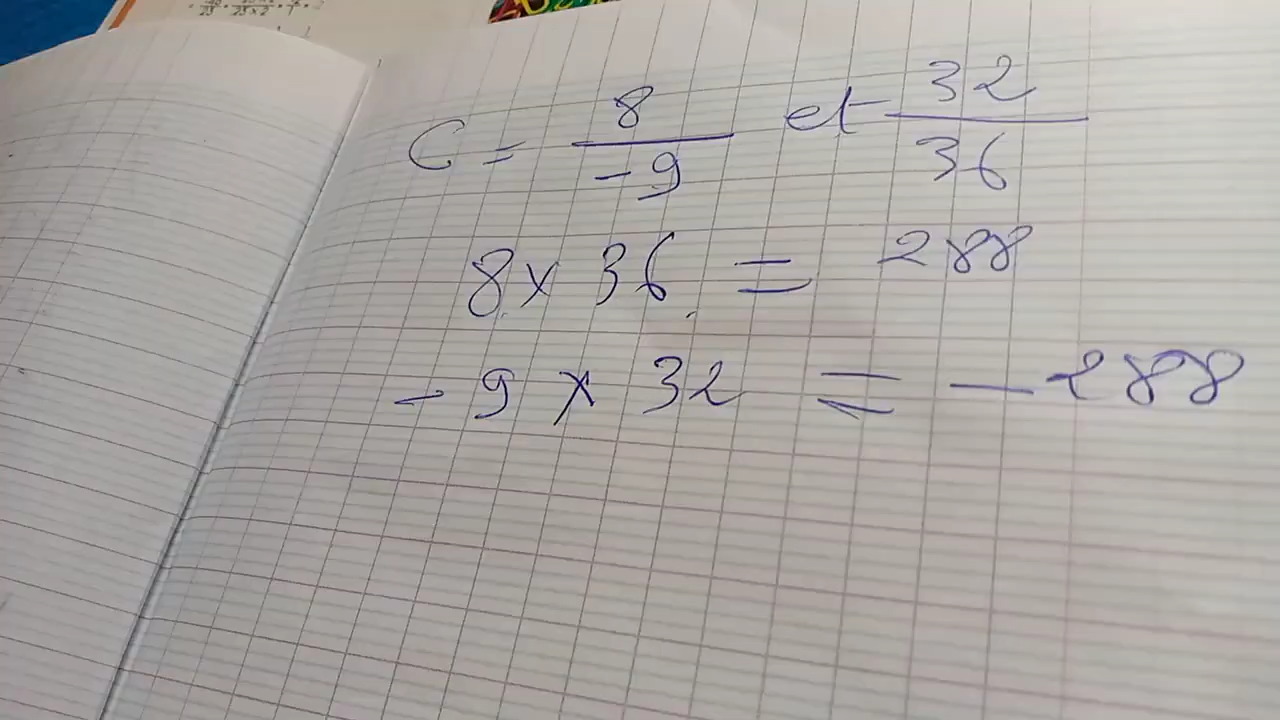 C = 8/-9 et 32/36
8 x 36 = 288
- 9 x 32 = - 288